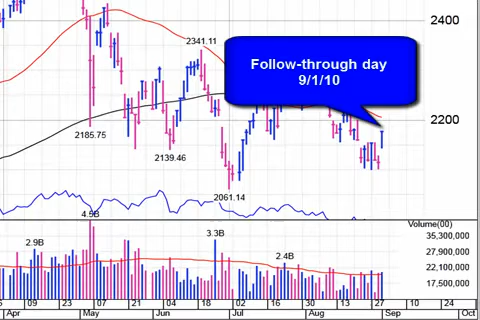 2400
2341.11
Follow-through day
9/1/10
2200
2185.75
2139.46
2061.14
4.9B
Volume(00)
2.9B
3.3B
2.4B
35,300,000
27,900,000
22,100,000
17,500,000
09 23 07 21 04 18 02 16 30 13 27 10 24
Apr May Jun Jul Aug Sep Oct